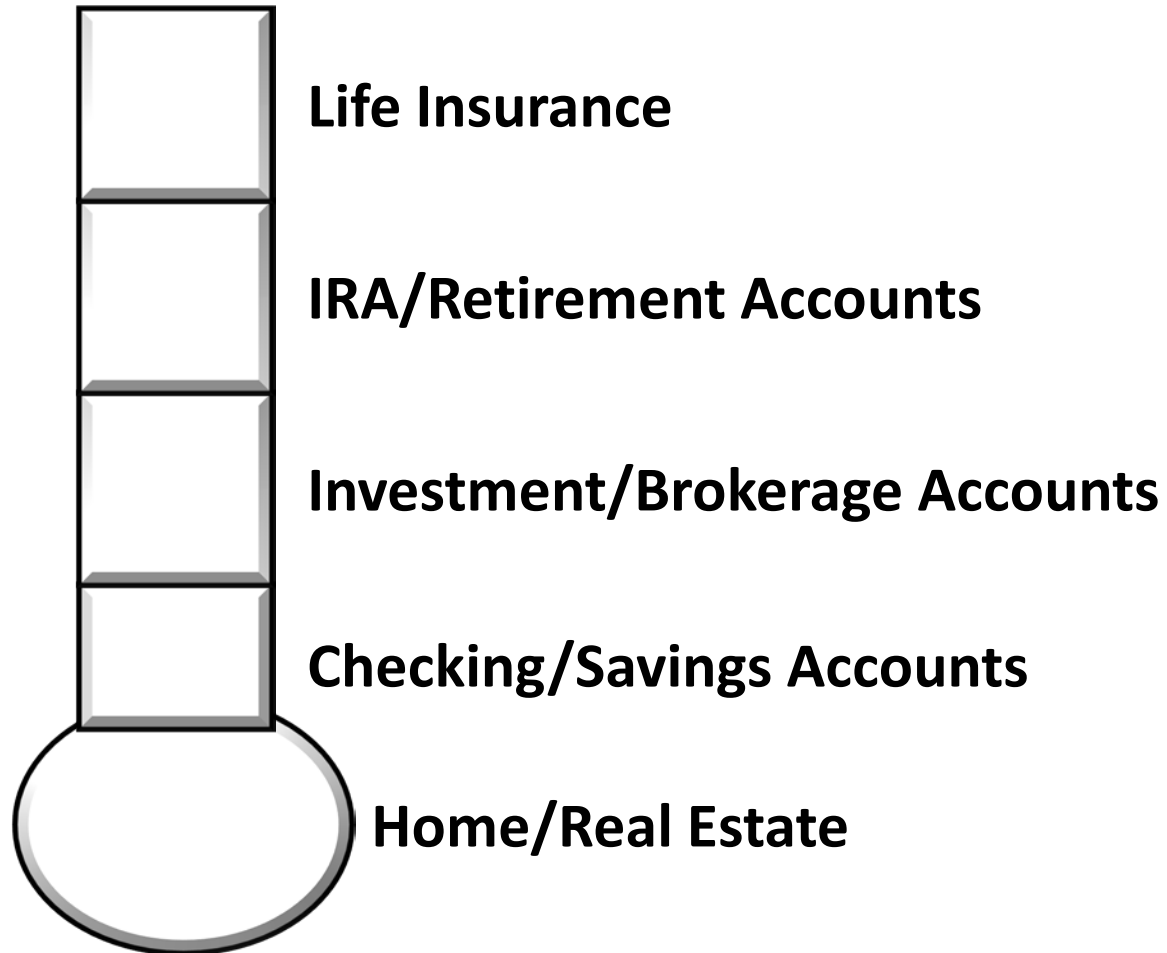 Life Insurance
IRA/Retirement Accounts
Investment/Brokerage Accounts
Checking/Savings Accounts
Home/Real Estate